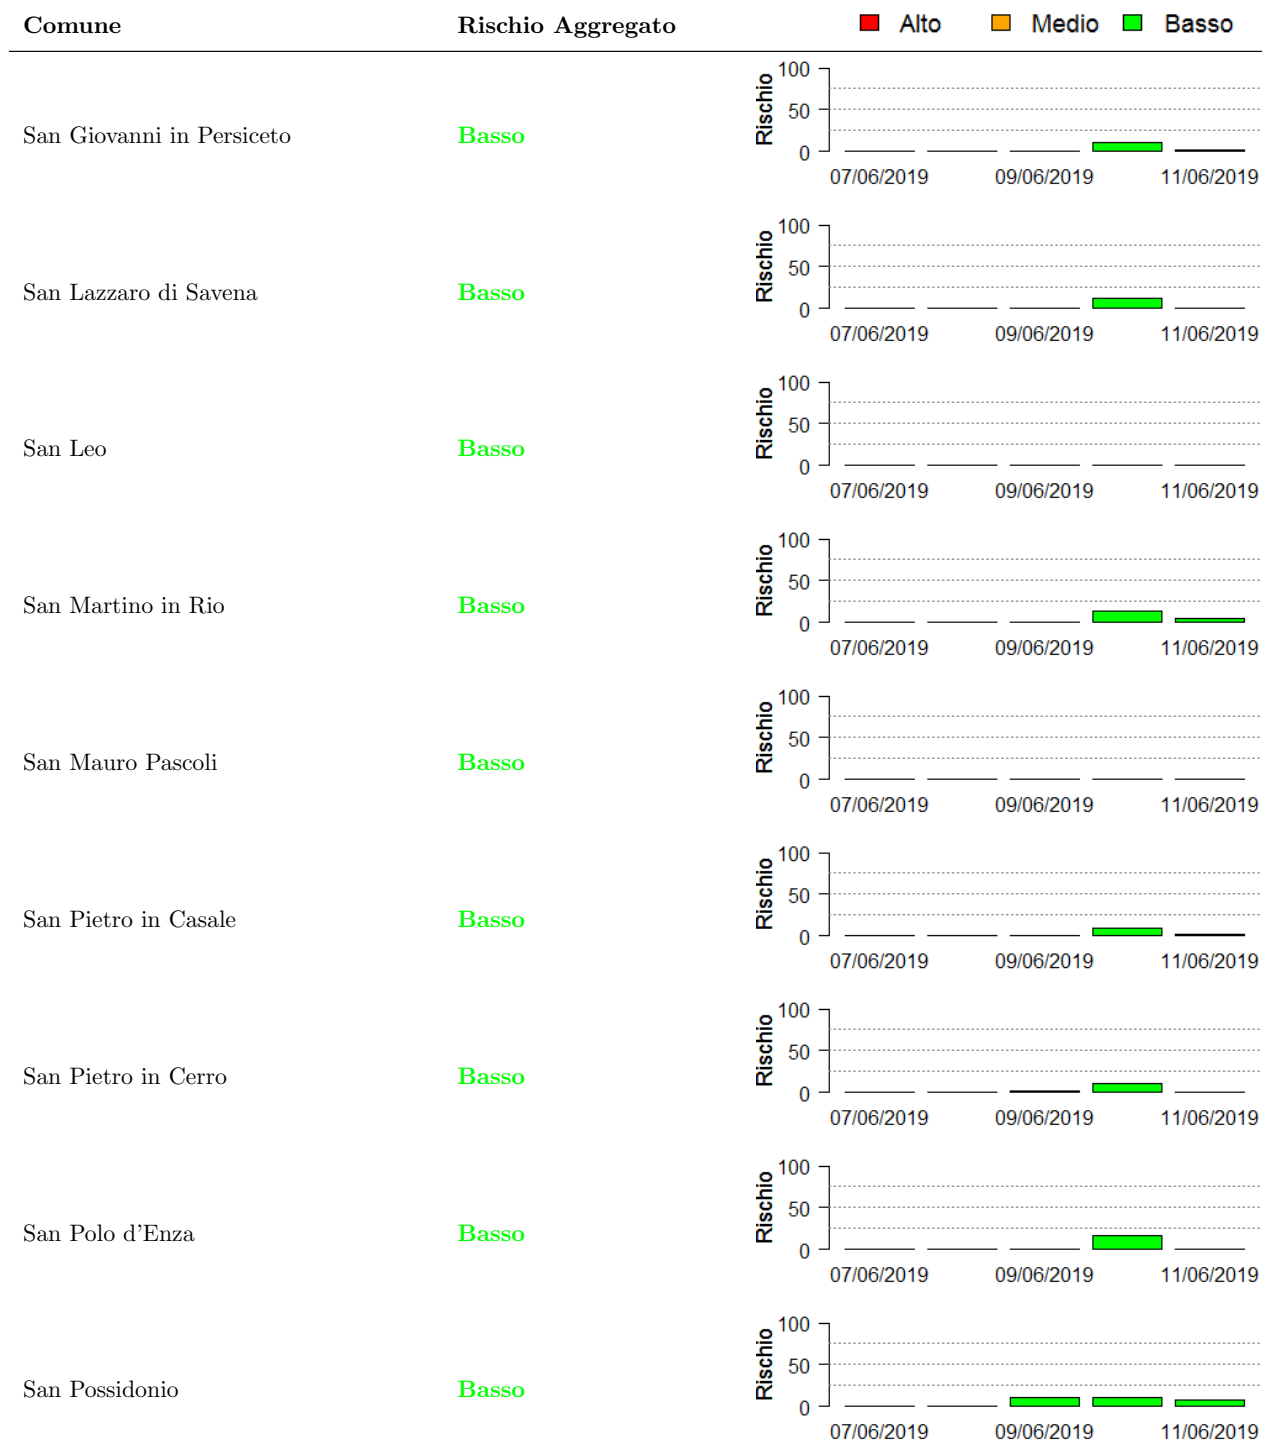 Comune Rischio Aggregato Alto Medio Basso
100
50
0
Rischio
San Giovanni in Persiceto Basso
07/06/2019 09/06/2019 11/06/2019
100
50
0
Rischio
San Lazzaro di Savena Basso
07/06/2019 09/06/2019 11/06/2019
100
50
0
Rischio
San Leo Basso
07/06/2019 09/06/2019 11/06/2019
100
50
0
Rischio
San Martino in Rio Basso
07/06/2019 09/06/2019 11/06/2019
100
50
0
Rischio
San Mauro Pascoli Basso
07/06/2019 09/06/2019 11/06/2019
100
50
0
Rischio
San Pietro in Casale Basso
07/06/2019 09/06/2019 11/06/2019
100
50
0
Rischio
San Pietro in Cerro Basso
07/06/2019 09/06/2019 11/06/2019
100
50
0
Rischio
San Polo d'Enza Basso
07/06/2019 09/06/2019 11/06/2019
100
50
0
Rischio
San Possidonio Basso
07/06/2019 09/06/2019 11/06/2019